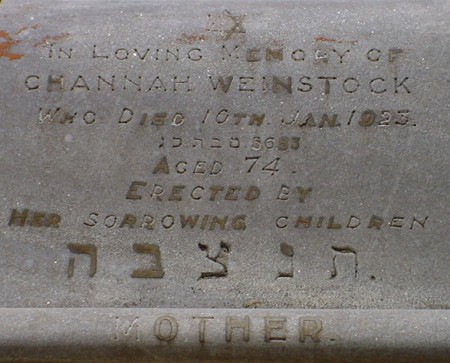 IN LOVING MEMORY OF
CHANNAH WEINSTOCK
WHO DIED 10TH. JAN. 1923.
5683
AGED 74.
ERECTED BY
HER SORROWING CHILDREN
ת נ צ ב ה
MOTHER.